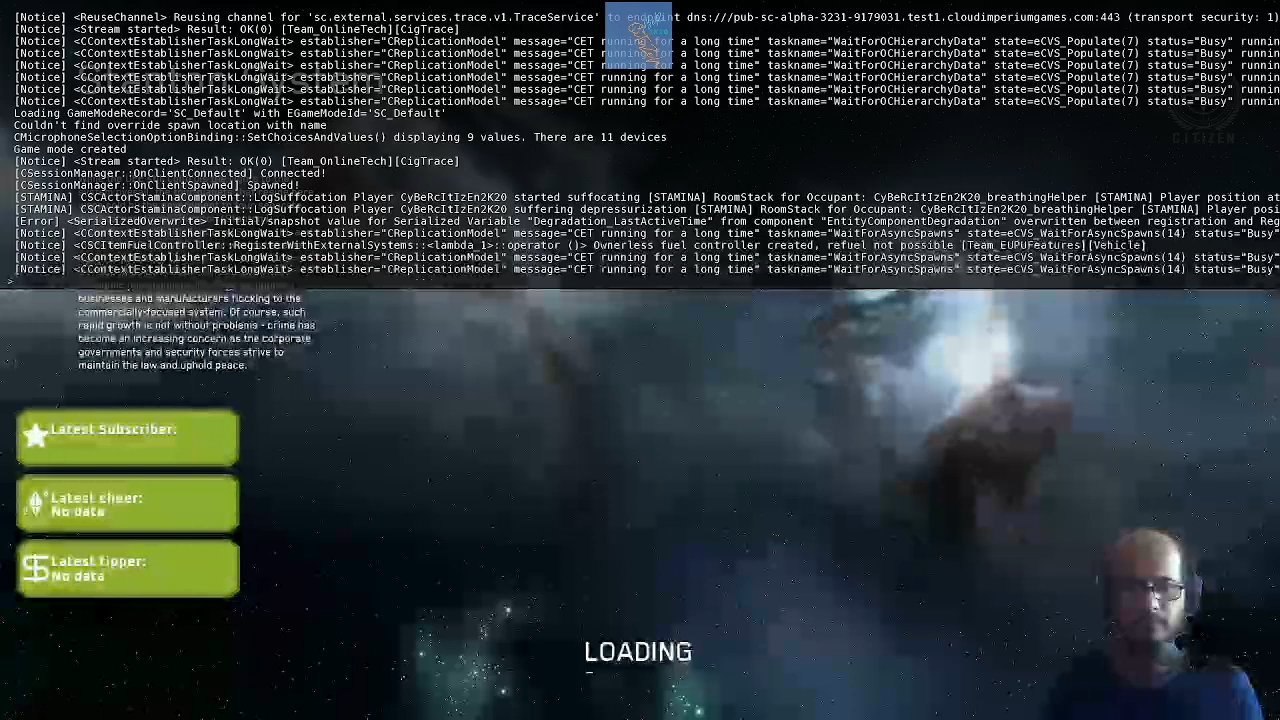 [Notice] <ReuseChannel> Reusing channel for 'sc.external.services.trace.v1.TraceService' to endpoint dns:///pub-sc-alpha-3231-9179031.test1.cloudimperiumgames.com:443 (transport security: 1)
[Notice] <Stream started> Result: OK(0) [Team_OnlineTech][CigTrace]
[Notice] <CContextEstablisherTaskLongWait> establisher="CReplicationModel" message="CET running for a long time" taskname="WaitForOCHierarchyData" state=eCVS_Populate(7) status="Busy" runnin
[Notice] <CContextEstablisherTaskLongWait> establisher="CReplicationModel" message="CET running for a long time" taskname="WaitForOCHierarchyData" state=eCVS_Populate(7) status="Busy" runnin
[Notice] <CContextEstablisherTaskLongWait> establisher="CReplicationModel" message="CET running for a long time" taskname="WaitForOCHierarchyData" state=eCVS_Populate(7) status="Busy" runnin
[Notice] <CContextEstablisherTaskLongWait> establisher="CReplicationModel" message="CET running for a long time" taskname="WaitForOCHierarchyData" state=eCVS_Populate(7) status="Busy" runnin
[Notice] <CContextEstablisherTaskLongWait> establisher="CReplicationModel" message="CET running for a long time" taskname="WaitForOCHierarchyData" state=eCVS_Populate(7) status="Busy" runnin
[Notice] <CContextEstablisherTaskLongWait> establisher="CReplicationModel" message="CET running for a long time" taskname="WaitForOCHierarchyData" state=eCVS_Populate(7) status="Busy" runnin
Loading GameModeRecord='SC_Default' with EGameModeId='SC_Default'
Couldn't find override spawn location with name
CMicrophoneSelectionOptionBinding::SetChoicesAndValues() displaying 9 values. There are 11 devices
Game mode created
[Notice] <Stream started> Result: OK(0) [Team_OnlineTech][CigTrace]
[CSessionManager::OnClientConnected] Connected!
[CSessionManager::OnClientSpawned] Spawned!
[STAMINA] CSCActorStaminaComponent::LogSuffocation Player CyBeRcItIzEn2K20 started suffocating [STAMINA] RoomStack for Occupant: CyBeRcItIzEn2K20_breathingHelper [STAMINA] Player position at
[STAMINA] CSCActorStaminaComponent::LogSuffocation Player CyBeRcItIzEn2K20 suffering depressurization [STAMINA] RoomStack for Occupant: CyBeRcItIzEn2K20_breathingHelper [STAMINA] Player posi
[Error] <SerializedOverwrite> Initial/snapshot value for Serialized Variable "Degradation_LastActiveTime" from component "EntityComponentDegradation" overwritten between registration and Rei
[Notice] <CContextEstablisherTaskLongWait> establisher="CReplicationModel" message="CET running for a long time" taskname="WaitForAsyncSpawns" state=eCVS_WaitForAsyncSpawns(14) status="Busy"
[Notice] <CSCItemFuelController::RegisterWithExternalSystems::<lambda_1>::operator ()> Ownerless fuel controller created, refuel not possible [Team_EUPUFeatures][Vehicle]
[Notice] <CContextEstablisherTaskLongWait> establisher="CReplicationModel" message="CET running for a long time" taskname="WaitForAsyncSpawns" state=eCVS_WaitForAsyncSpawns(14) status="Busy"
[Notice] <CContextEstablisherTaskLongWait> establisher="CReplicationModel" message="CET running for a long time" taskname="WaitForAsyncSpawns" state=eCVS_WaitForAsyncSpawns(14) status="Busy"
>
Stanton System
CITIZEN
businesses and manufacturers flocking to the
commercially-focused system. Of course, such
rapid growth is not without problems - crime has
become an increasing concern as the corporate
governments and security forces strive to
maintain the law and uphold peace.
Latest Subscriber:
Latest cheer:
No data
Latest tipper:
No data
LOADING